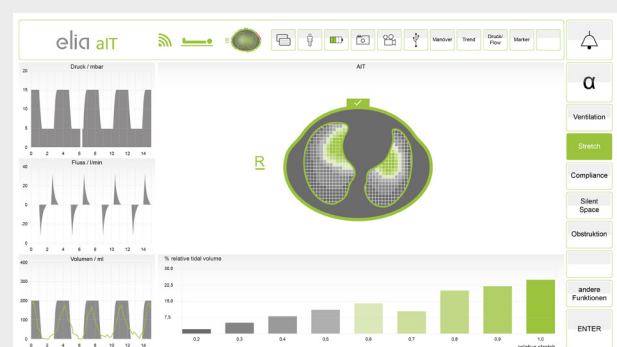 elia aIT
Manöver
Trend
Druck/
Flow
Marker
Druck / mbar
20
15
10
5
0
0 2 4 6 8 10 12 14
Fluss / l/min
40
20
0
-20
0 2 4 6 8 10 12 14
Volumen / ml
400
300
200
100
0
0 2 4 6 8 10 12 14
AIT
R
% relative tidal volume
30,0
22,5
15,0
7,5
0,2 0,3 0,4 0,5 0,6 0,7 0,8 0,9 1,0
relative stretch
α
Ventilation
Stretch
Compliance
Silent
Space
Obstruktion
andere
Funktionen
ENTER